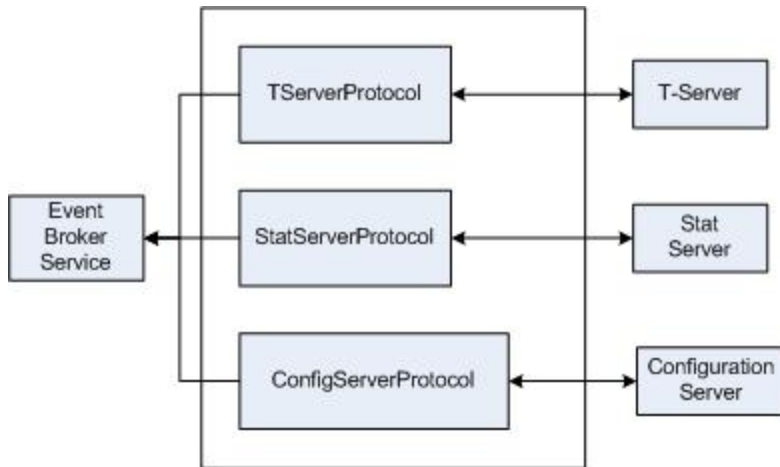 TServerProtocol
T-Server
Event
Broker
Service
StatServerProtocol
Stat
Server
ConfigServerProtocol
Configuration
Server